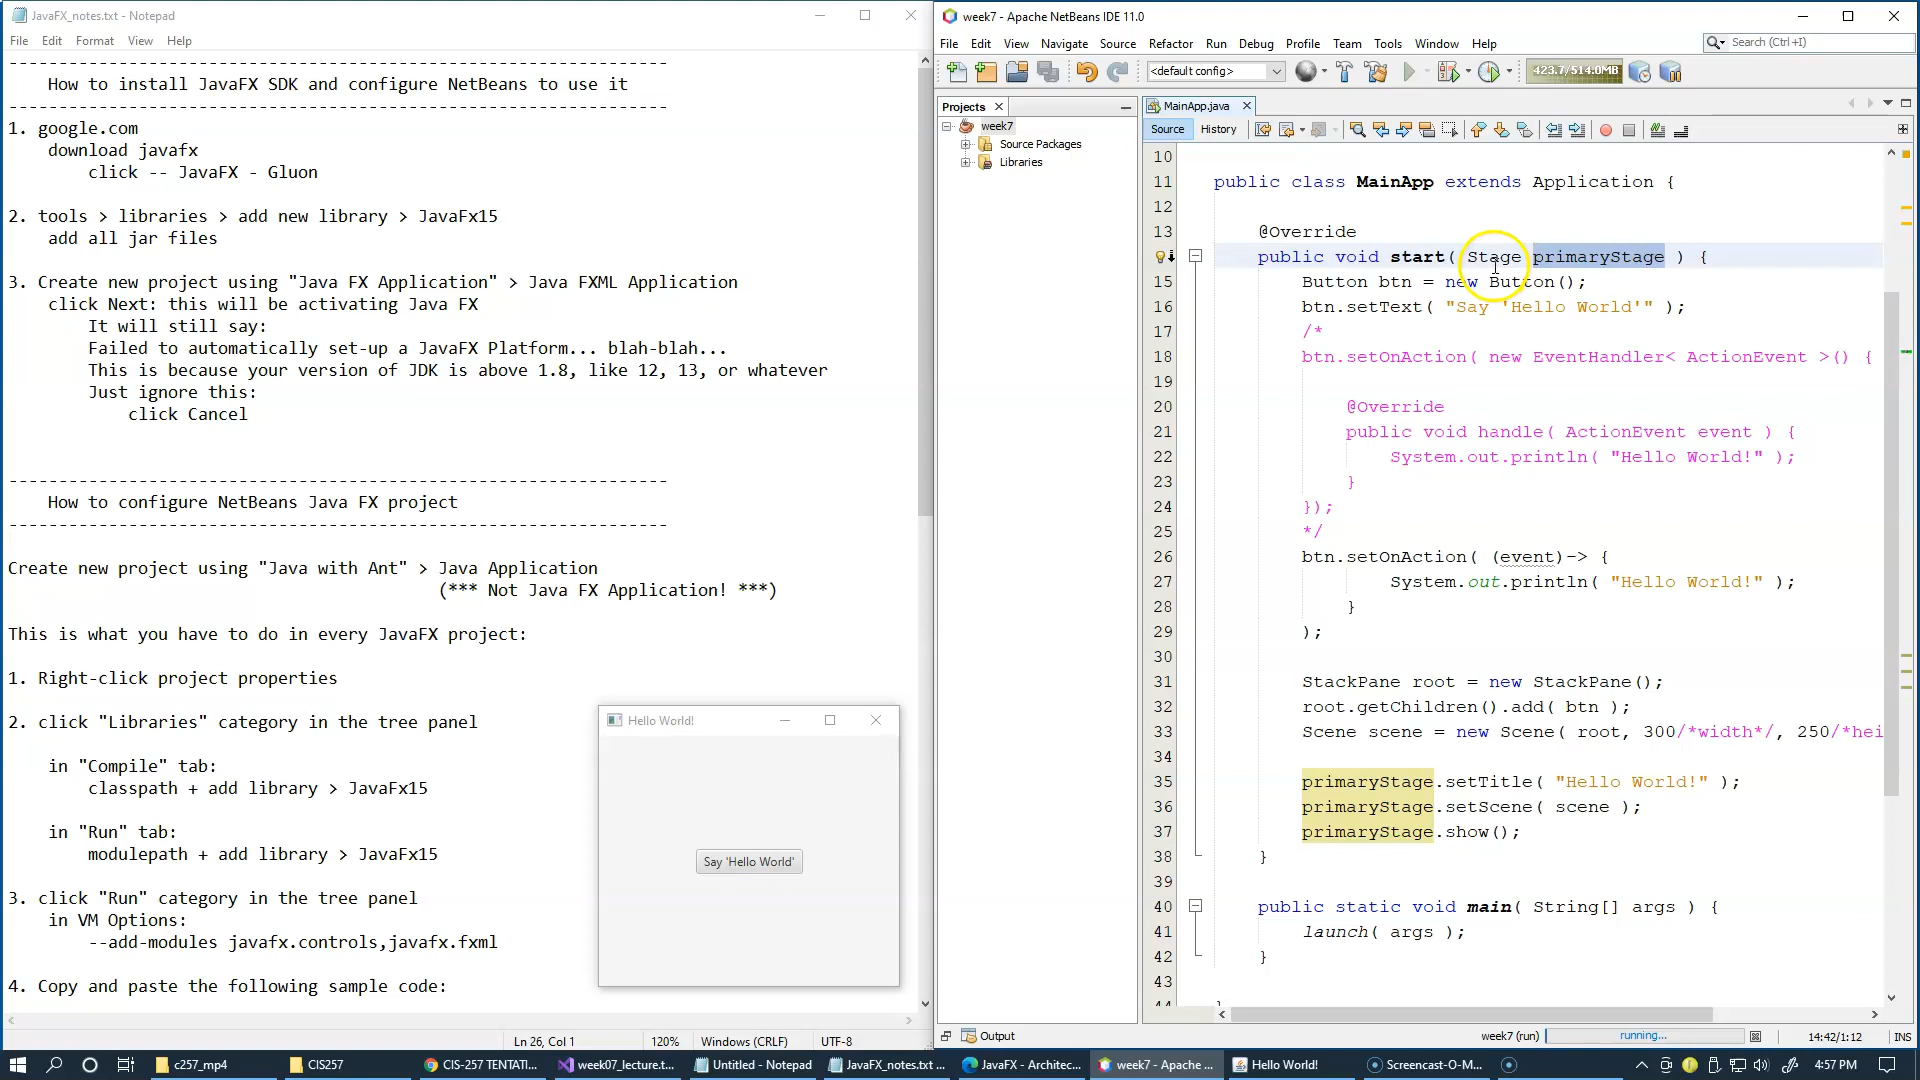 JavaFX_notes.txt - Notepad
File Edit Format View Help
--------------------------------------------------------------------
How to install JavaFX SDK and configure NetBeans to use it
--------------------------------------------------------------------
1. google.com
download javafx
click -- JavaFX - Gluon
2. tools > libraries > add new library > JavaFx15
add all jar files
3. Create new project using "Java FX Application" > Java FXML Application
click Next: this will be activating Java FX
It will still say:
Failed to automatically set-up a JavaFX Platform... blah-blah...
This is because your version of JDK is above 1.8, like 12, 13, or whatever
Just ignore this:
click Cancel
--------------------------------------------------------------------
How to configure NetBeans Java FX project
--------------------------------------------------------------------
Create new project using "Java with Ant" > Java Application
(*** Not Java FX Application! ***)
This is what you have to do in every JavaFX project:
1. Right-click project properties
2. click "Libraries" category in the tree panel
in "Compile" tab:
classpath + add library > JavaFx15
in "Run" tab:
modulepath + add library > JavaFx15
3. click "Run" category in the tree panel
in VM Options:
--add-modules javafx.controls,javafx.fxml
4. Copy and paste the following sample code:
Ln 26, Col 1 120% Windows (CRLF) UTF-8
Hello World!
Say 'Hello World'
week7 - Apache NetBeans IDE 11.0
File Edit View Navigate Source Refactor Run Debug Profile Team Tools Window Help
Search (Ctrl+I)
<default config>
423.7/514.0MB
Projects
week7
Source Packages
Libraries
MainApp.java
Source History
10
11 public class MainApp extends Application {
12
13 @Override
public void start( Stage primaryStage ) {
15 Button btn = new Button();
16 btn.setText( "Say 'Hello World'" );
17 /*
18 btn.setOnAction( new EventHandler< ActionEvent >() {
19
20 @Override
21 public void handle( ActionEvent event ) {
22 System.out.println( "Hello World!" );
23 }
24 });
25 */
26 btn.setOnAction( (event)-> {
27 System.out.println( "Hello World!" );
28 }
29 );
30
31 StackPane root = new StackPane();
32 root.getChildren().add( btn );
33 Scene scene = new Scene( root, 300/*width*/, 250/*hei
34
35 primaryStage.setTitle( "Hello World!" );
36 primaryStage.setScene( scene );
37 primaryStage.show();
38 }
39
40 public static void main( String[] args ) {
41 launch( args );
42 }
43
44 }
Output
week7 (run) running... 14:42/1:12 INS
c257_mp4
CIS257
CIS-257 TENTATI...
week07_lecture.t...
Untitled - Notepad
JavaFX_notes.txt ...
JavaFX - Architec...
week7 - Apache ...
Hello World!
Screencast-O-M...
4:57 PM